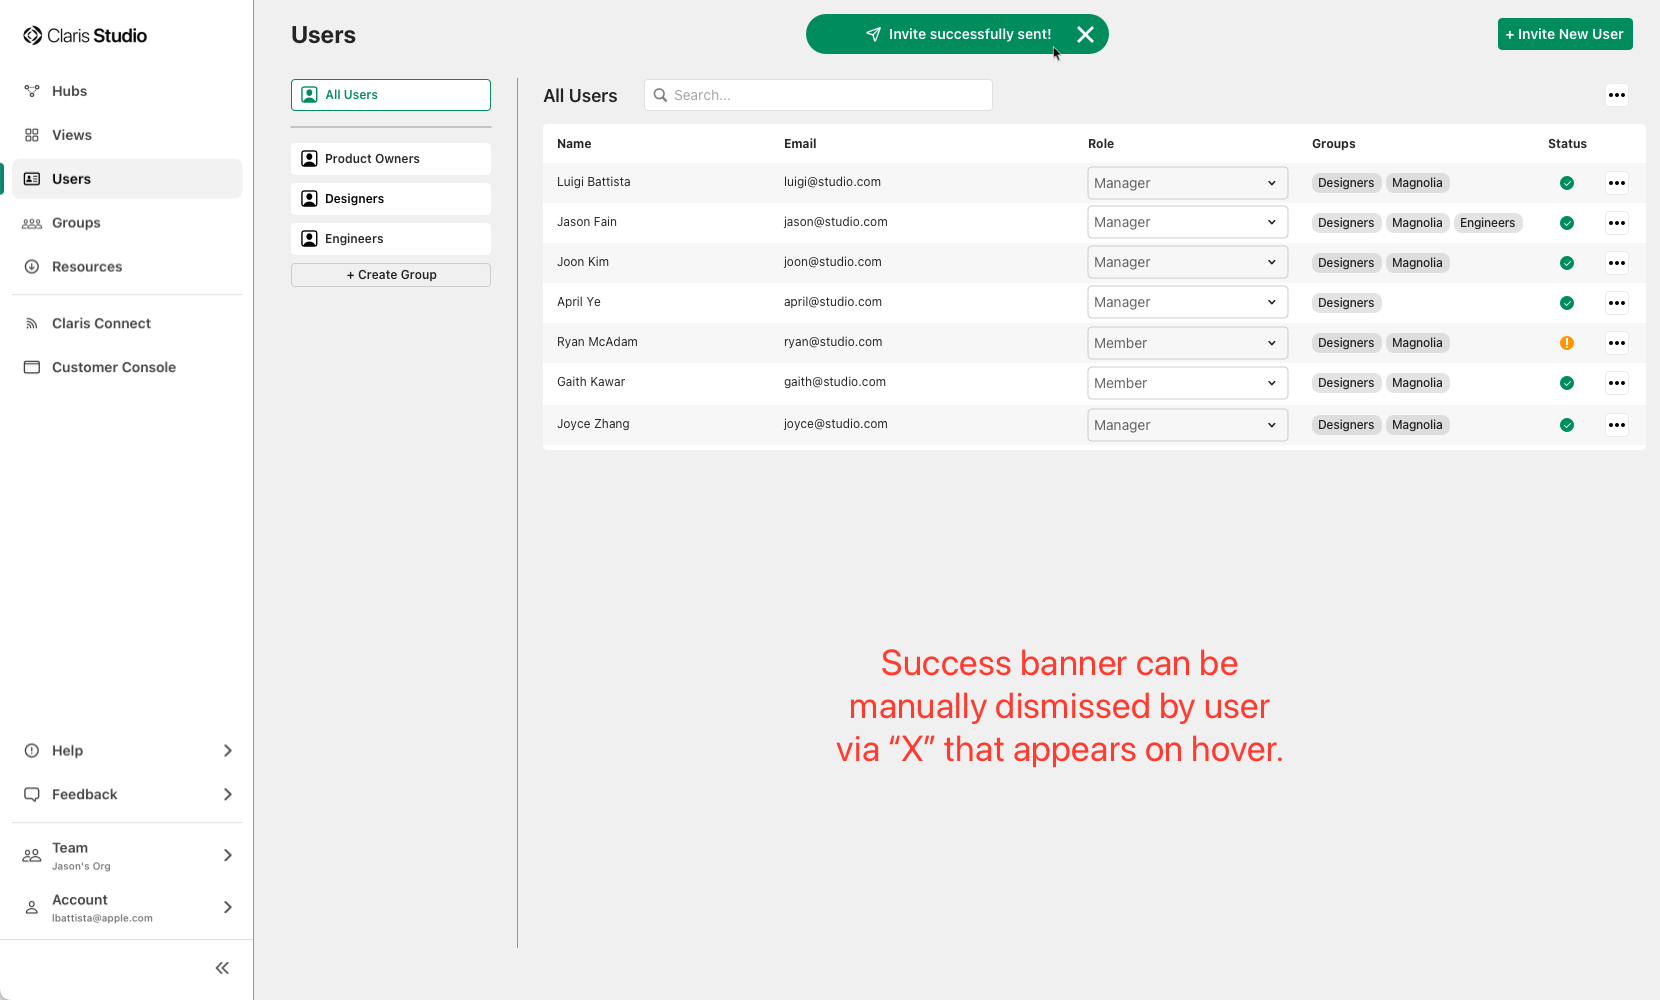 Claris Studio
Hubs
Views
Users
Groups
Resources
Claris Connect
Customer Console
Help
Feedback
Team
Jason's Org
Account
lbattista@apple.com
Users
Invite successfully sent!
+ Invite New User
All Users
Product Owners
Designers
Engineers
+ Create Group
All Users
Search...
Name Email Role Groups Status
Luigi Battista luigi@studio.com Manager Designers Magnolia
Jason Fain jason@studio.com Manager Designers Magnolia Engineers
Joon Kim joon@studio.com Manager Designers Magnolia
April Ye april@studio.com Manager Designers
Ryan McAdam ryan@studio.com Member Designers Magnolia
Gaith Kawar gaith@studio.com Member Designers Magnolia
Joyce Zhang joyce@studio.com Manager Designers Magnolia
Success banner can be
manually dismissed by user
via “X” that appears on hover.